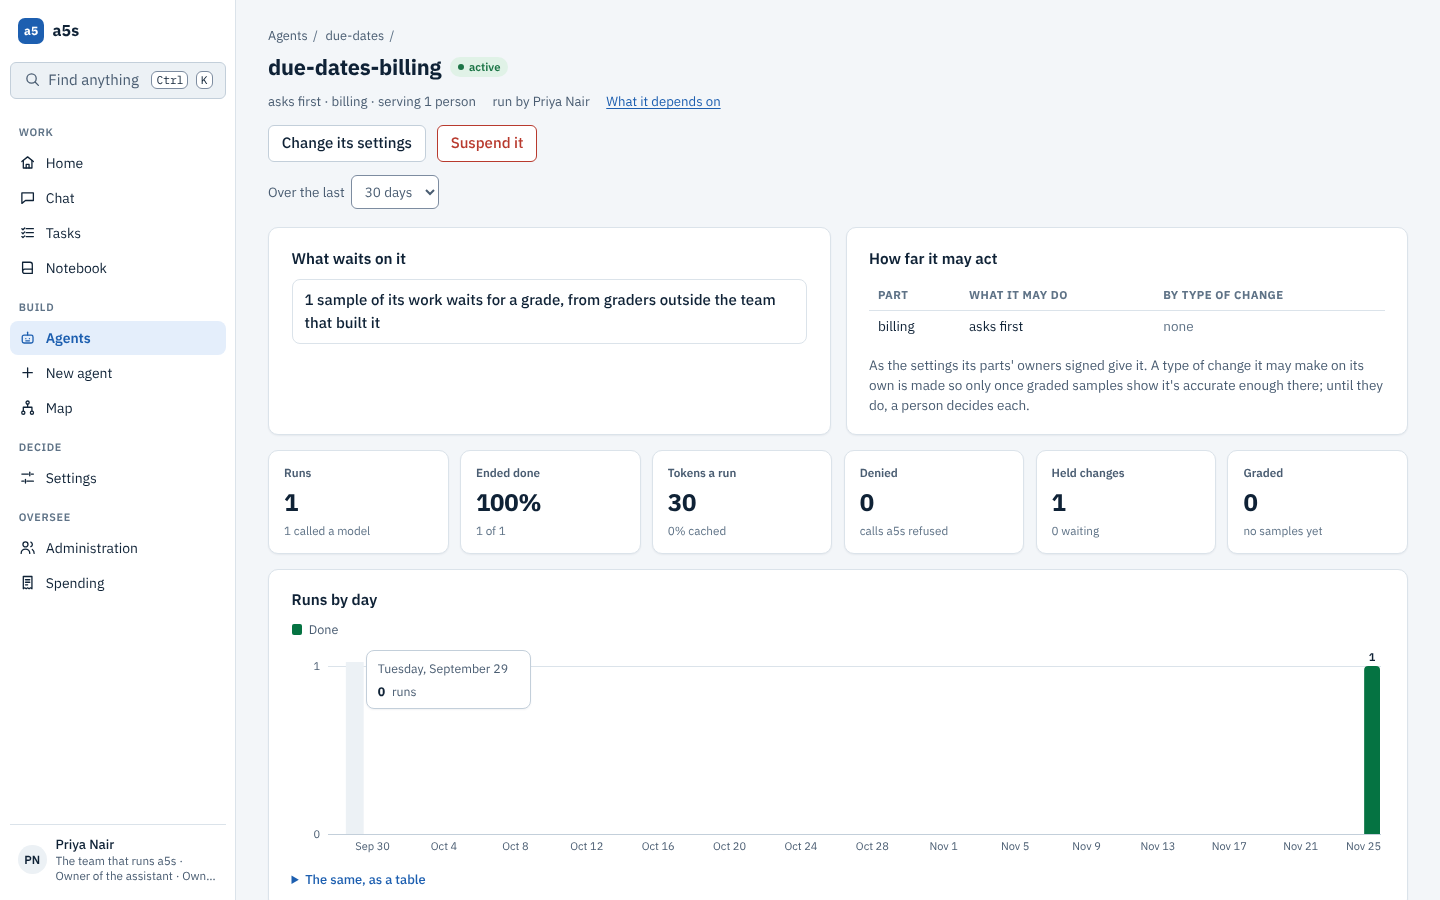 a5 a5s
Find anything Ctrl K
WORK
Home
Chat
Tasks
Notebook
BUILD
Agents
New agent
Map
DECIDE
Settings
OVERSEE
Administration
Spending
PN
Priya Nair
The team that runs a5s ·
Owner of the assistant · Own...
Agents / due-dates /
due-dates-billing active
asks first · billing · serving 1 person run by Priya Nair What it depends on
Change its settings Suspend it
Over the last 30 days
What waits on it
1 sample of its work waits for a grade, from graders outside the team
that built it
How far it may act
PART WHAT IT MAY DO BY TYPE OF CHANGE
billing asks first none
As the settings its parts' owners signed give it. A type of change it may make on its
own is made so only once graded samples show it's accurate enough there; until they
do, a person decides each.
Runs
1
1 called a model
Ended done
100%
1 of 1
Tokens a run
30
0% cached
Denied
0
calls a5s refused
Held changes
1
0 waiting
Graded
0
no samples yet
Runs by day
Done
1
Tuesday, September 29
0 runs
1
0
Sep 30 Oct 4 Oct 8 Oct 12 Oct 16 Oct 20 Oct 24 Oct 28 Nov 1 Nov 5 Nov 9 Nov 13 Nov 17 Nov 21 Nov 25
The same, as a table